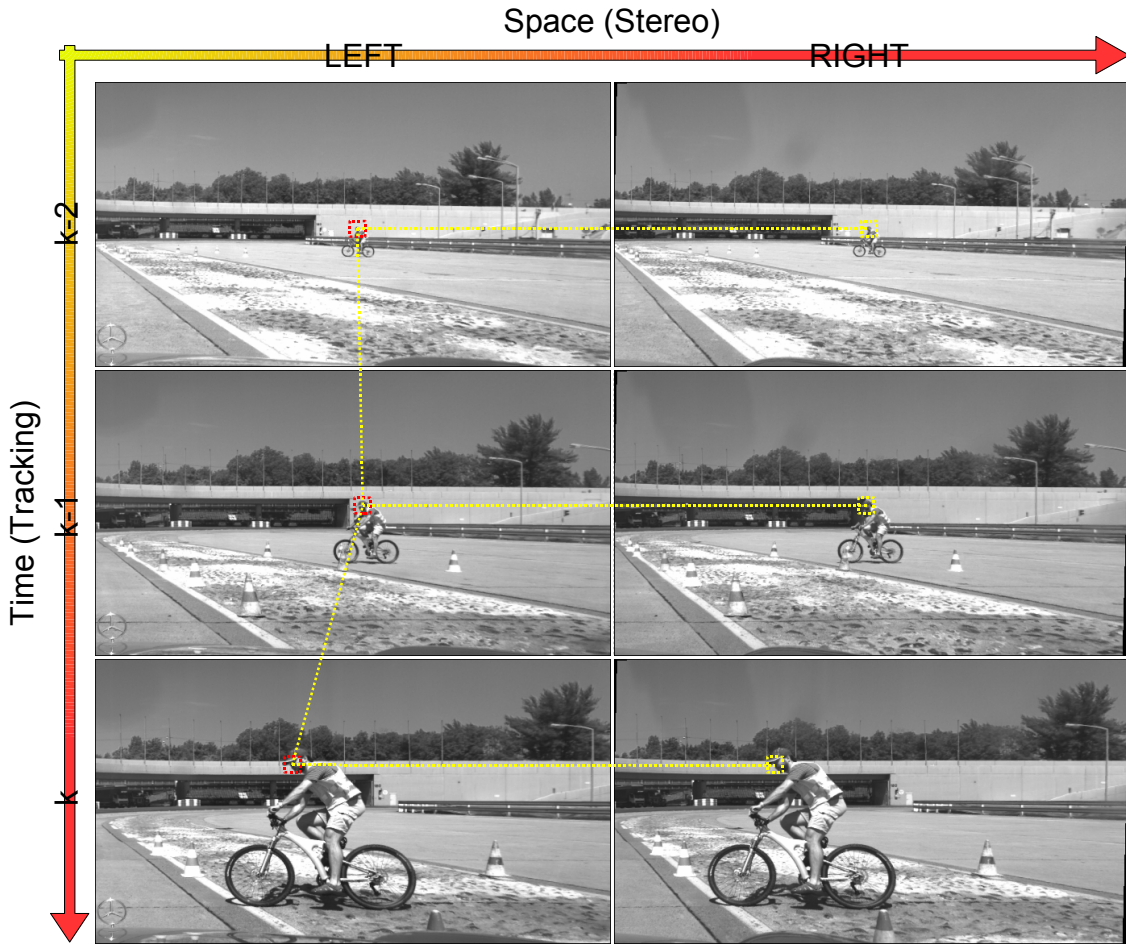 Space (Stereo)
LEFT
RIGHT
Time (Tracking)
k-2
k-1
k